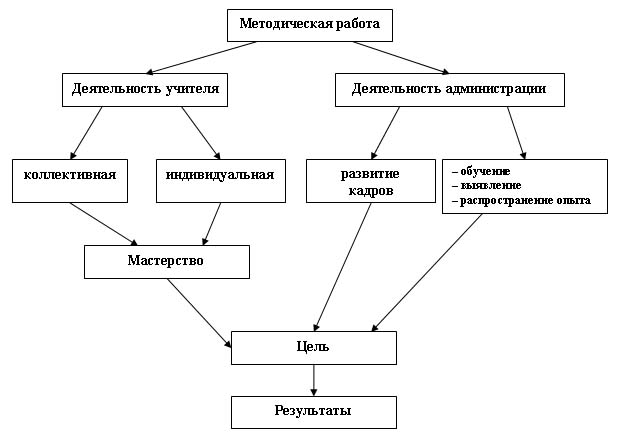 Методическая работа
Деятельность учителя
Деятельность администрации
коллективная
индивидуальная
развитие
кадров
– обучение
– выявление
– распространение опыта
Мастерство
Цель
Результаты